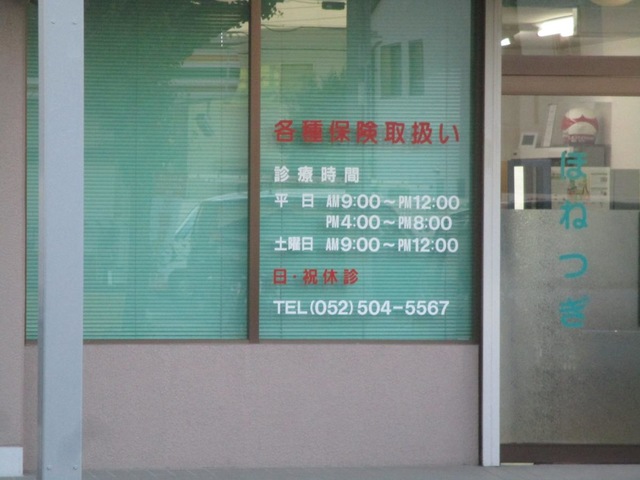 各種保険取扱い
診療時間
平 日 AM9:00～PM12:00
PM4:00～PM8:00
土曜日 AM9:00～PM12:00
日・祝休診
TEL(052)504-5567
ほねつぎ